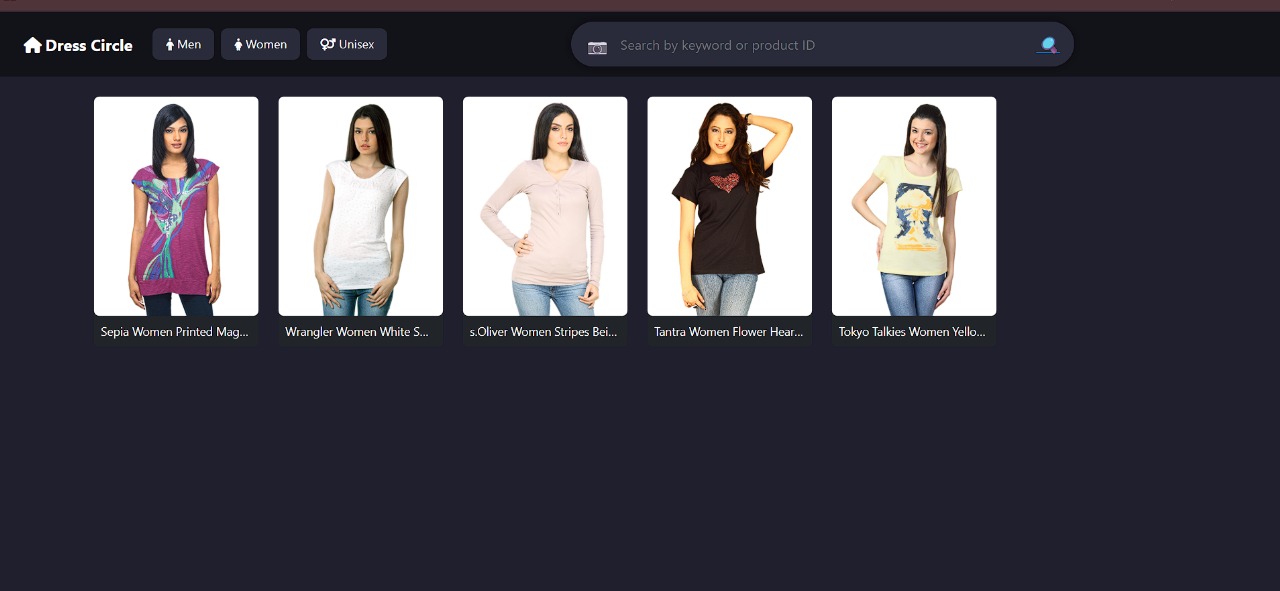 Dress Circle
Men
Women
Unisex
Search by keyword or product ID
Sepia Women Printed Mag...
Wrangler Women White S...
s.Oliver Women Stripes Bei...
Tantra Women Flower Hear...
Tokyo Talkies Women Yello...